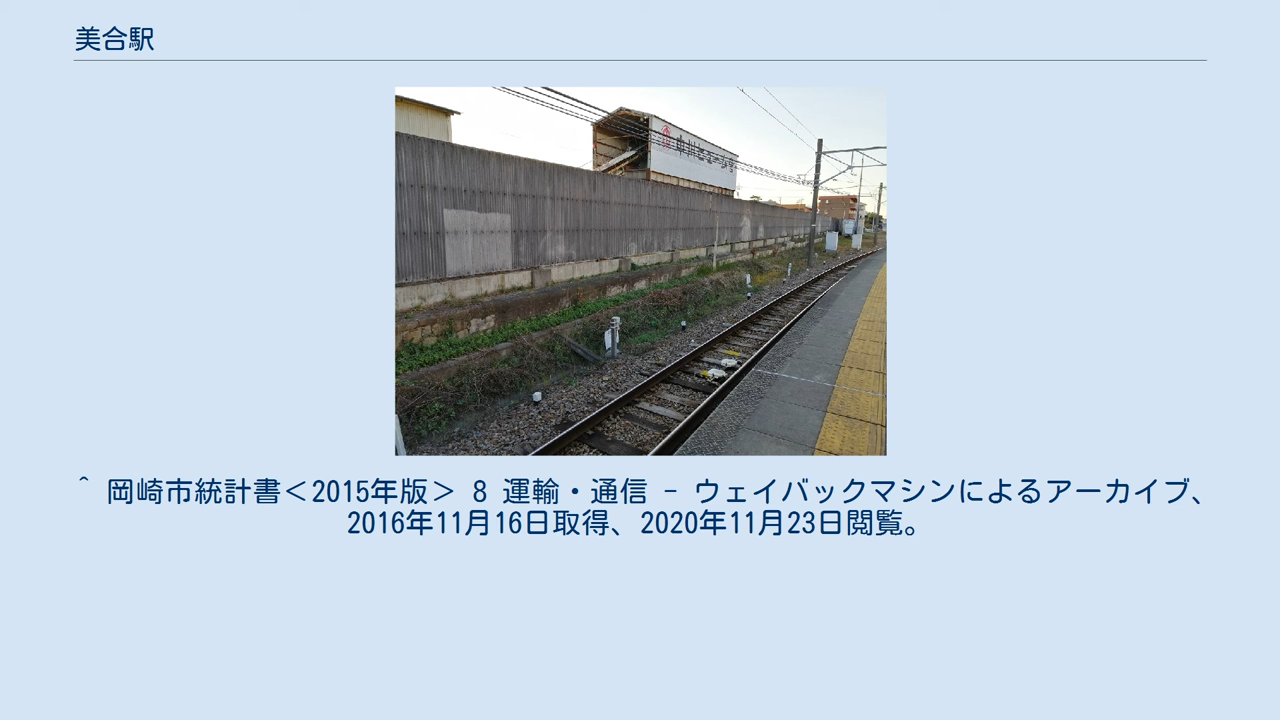 美合駅
^ 岡崎市統計書＜2015年版＞ 8 運輸・通信 - ウェイバックマシンによるアーカイブ、
2016年11月16日取得、2020年11月23日閲覧。